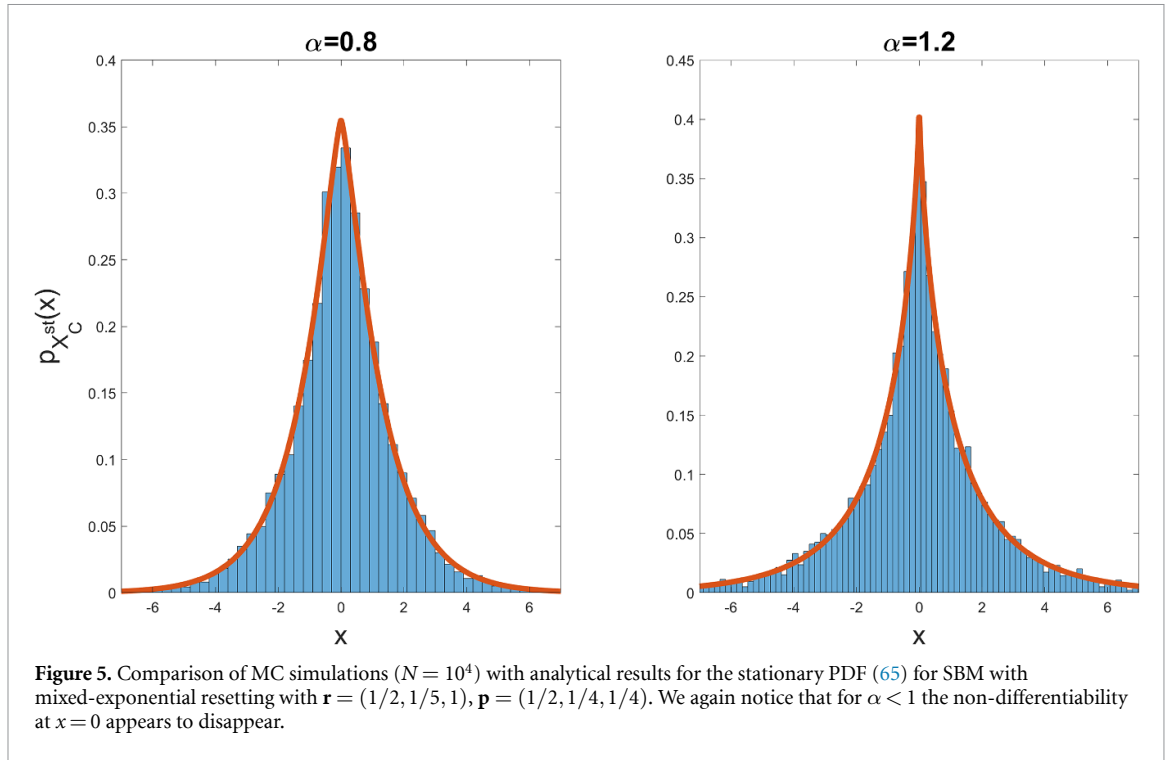 α=0.8
0.4
0.35
0.3
0.25
0.2
0.15
0.1
0.05
0
-6 -4 -2 0 2 4 6
x
p_{X_C^{st}}(x)
α=1.2
0.45
0.4
0.35
0.3
0.25
0.2
0.15
0.1
0.05
0
-6 -4 -2 0 2 4 6
x
Figure 5. Comparison of MC simulations (N = 10⁴) with analytical results for the stationary PDF (65) for SBM with
mixed-exponential resetting with r = (1/2, 1/5, 1), p = (1/2, 1/4, 1/4). We again notice that for α < 1 the non-differentiability
at x = 0 appears to disappear.